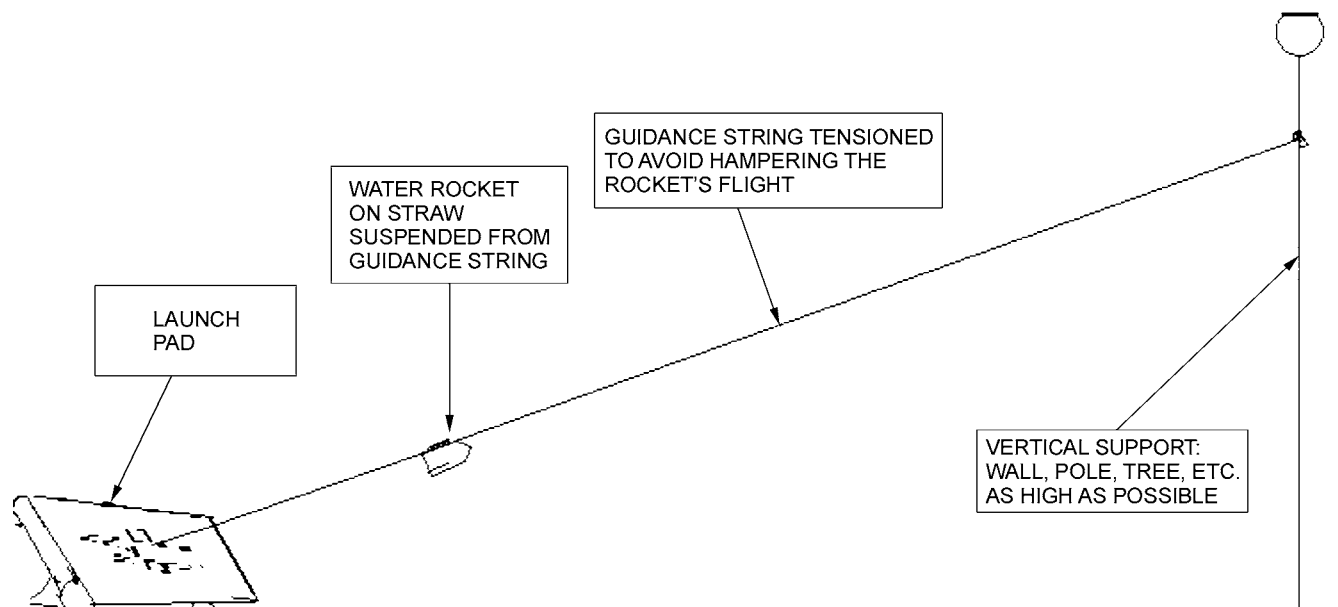 GUIDANCE STRING TENSIONED
TO AVOID HAMPERING THE
ROCKET'S FLIGHT
WATER ROCKET
ON STRAW
SUSPENDED FROM
GUIDANCE STRING
LAUNCH
PAD
VERTICAL SUPPORT:
WALL, POLE, TREE, ETC.
AS HIGH AS POSSIBLE